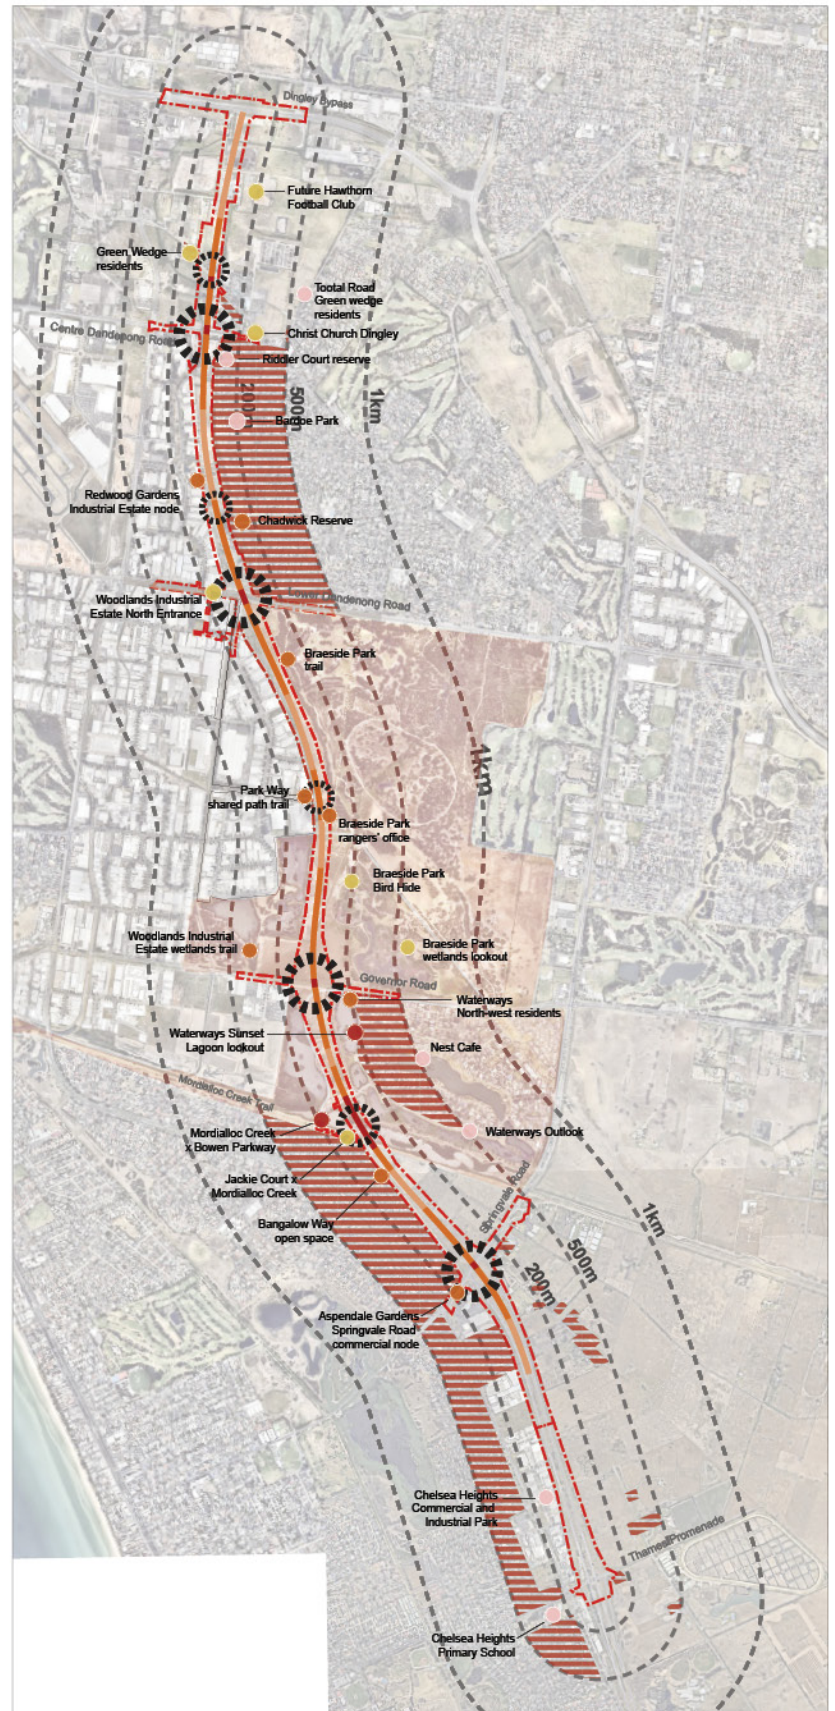 Dingley Bypass
Future Hawthorn
Football Club
Green Wedge
residents
Tootal Road
Green wedge
residents
Centre Dandenong Road
Christ Church Dingley
Riddler Court reserve
200m
500m
1km
Bardoe Park
Redwood Gardens
Industrial Estate node
Chadwick Reserve
Woodlands Industrial
Estate North Entrance
Lower Dandenong Road
Braeside Park
trail
1km
Park Way
shared path trail
Braeside Park
rangers' office
Braeside Park
Bird Hide
Woodlands Industrial
Estate wetlands trail
Braeside Park
wetlands lookout
Governor Road
Waterways
North-west residents
Waterways Sunset
Lagoon lookout
Nest Cafe
Mordialloc Creek Trail
Mordialloc Creek
x Bowen Parkway
Waterways Outlook
Jackie Court x
Mordialloc Creek
Springvale Road
Bangalow Way
open space
1km
500m
200m
Aspendale Gardens
Springvale Road
commercial node
Chelsea Heights
Commercial and
Industrial Park
Thames Promenade
Chelsea Heights
Primary School